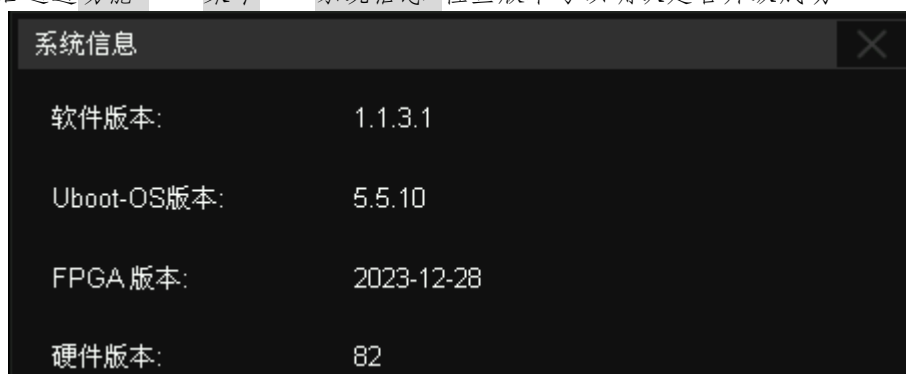 系统信息
软件版本: 1.1.3.1
Uboot-OS版本: 5.5.10
FPGA 版本: 2023-12-28
硬件版本: 82